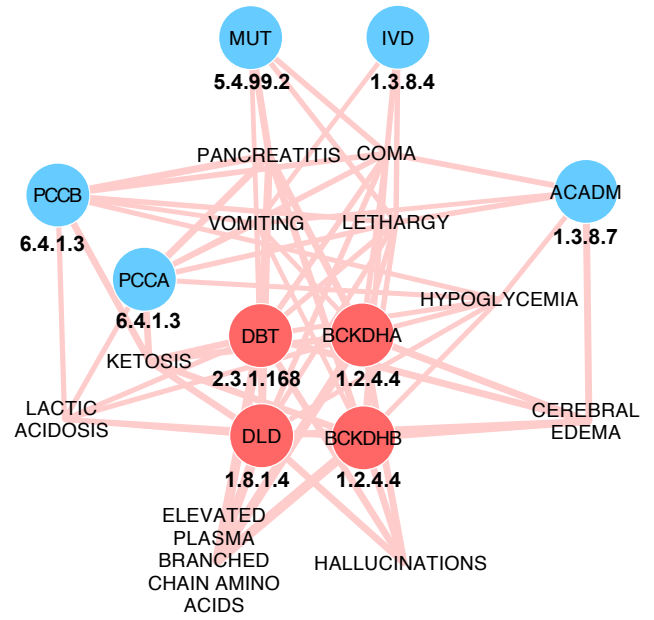 MUT
IVD
5.4.99.2
1.3.8.4
PANCREATITIS
COMA
PCCB
ACADM
6.4.1.3
1.3.8.7
VOMITING
LETHARGY
PCCA
6.4.1.3
HYPOGLYCEMIA
DBT
BCKDHA
KETOSIS
2.3.1.168
1.2.4.4
LACTIC
ACIDOSIS
CEREBRAL
EDEMA
DLD
BCKDHB
1.8.1.4
1.2.4.4
ELEVATED
PLASMA
BRANCHED
CHAIN AMINO
ACIDS
HALLUCINATIONS